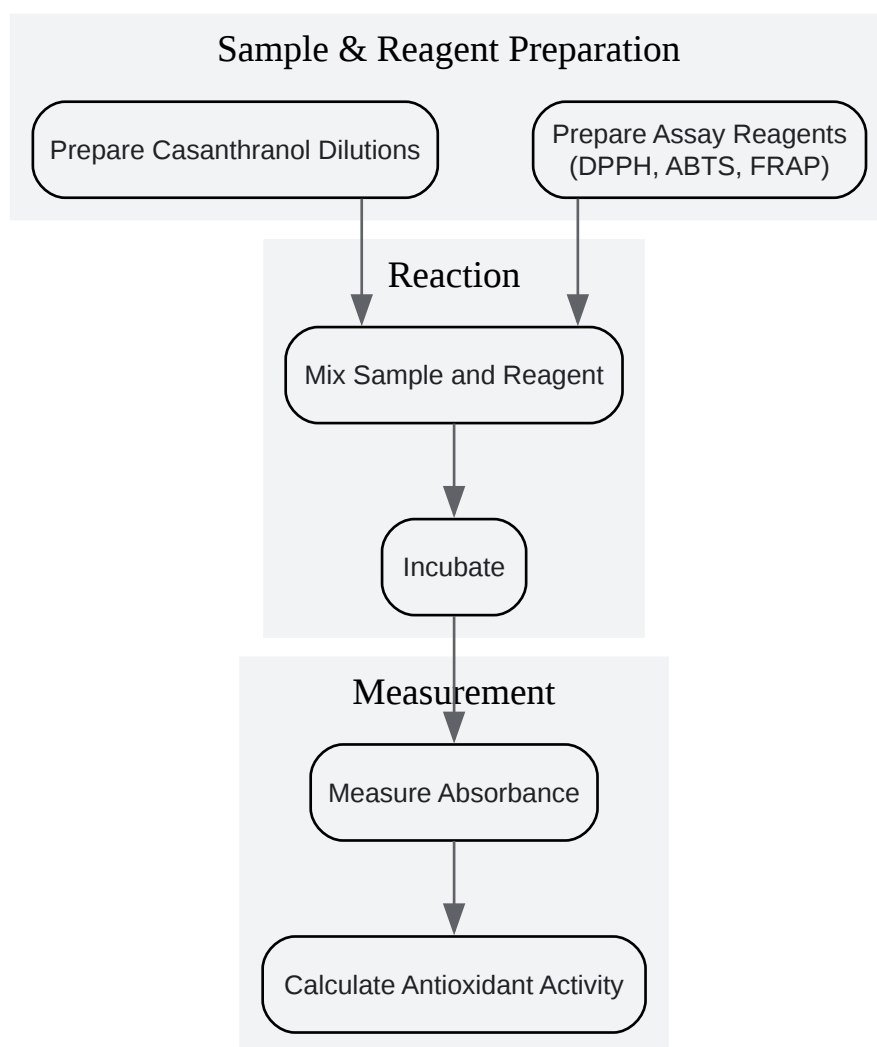 Sample & Reagent Preparation
Prepare Casanthranol Dilutions
Prepare Assay Reagents
(DPPH, ABTS, FRAP)
Reaction
Mix Sample and Reagent
Incubate
Measurement
Measure Absorbance
Calculate Antioxidant Activity